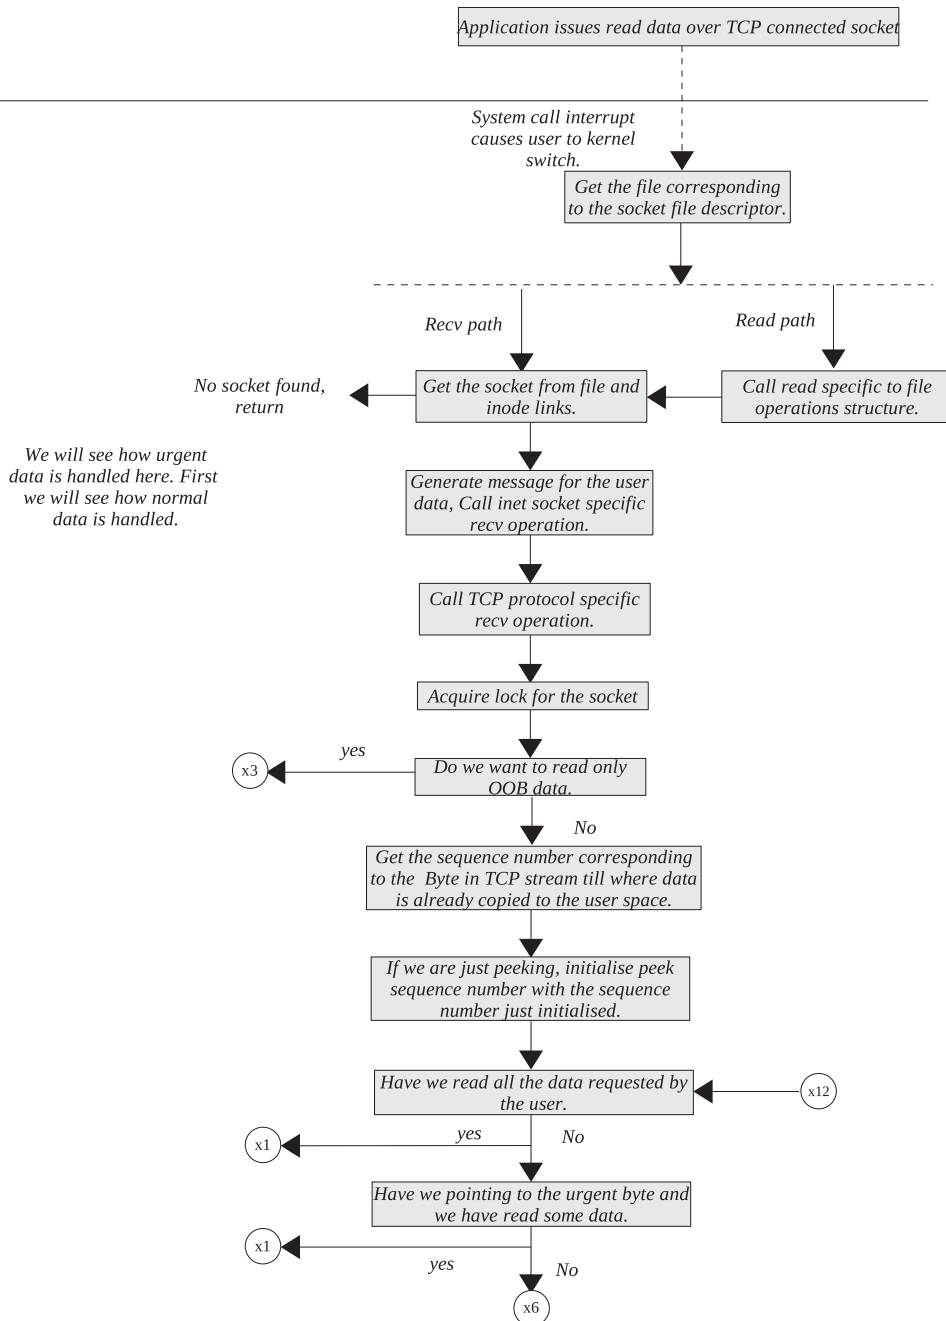 Application issues read data over TCP connected socket
System call interrupt
causes user to kernel
switch.
Get the file corresponding
to the socket file descriptor.
Recv path
Read path
No socket found,
return
Get the socket from file and
inode links.
Call read specific to file
operations structure.
We will see how urgent
data is handled here. First
we will see how normal
data is handled.
Generate message for the user
data, Call inet socket specific
recv operation.
Call TCP protocol specific
recv operation.
Acquire lock for the socket
yes
x3
Do we want to read only
OOB data.
No
Get the sequence number corresponding
to the Byte in TCP stream till where data
is already copied to the user space.
If we are just peeking, initialise peek
sequence number with the sequence
number just initialised.
Have we read all the data requested by
the user.
x12
yes
No
x1
Have we pointing to the urgent byte and
we have read some data.
x1
yes
No
x6